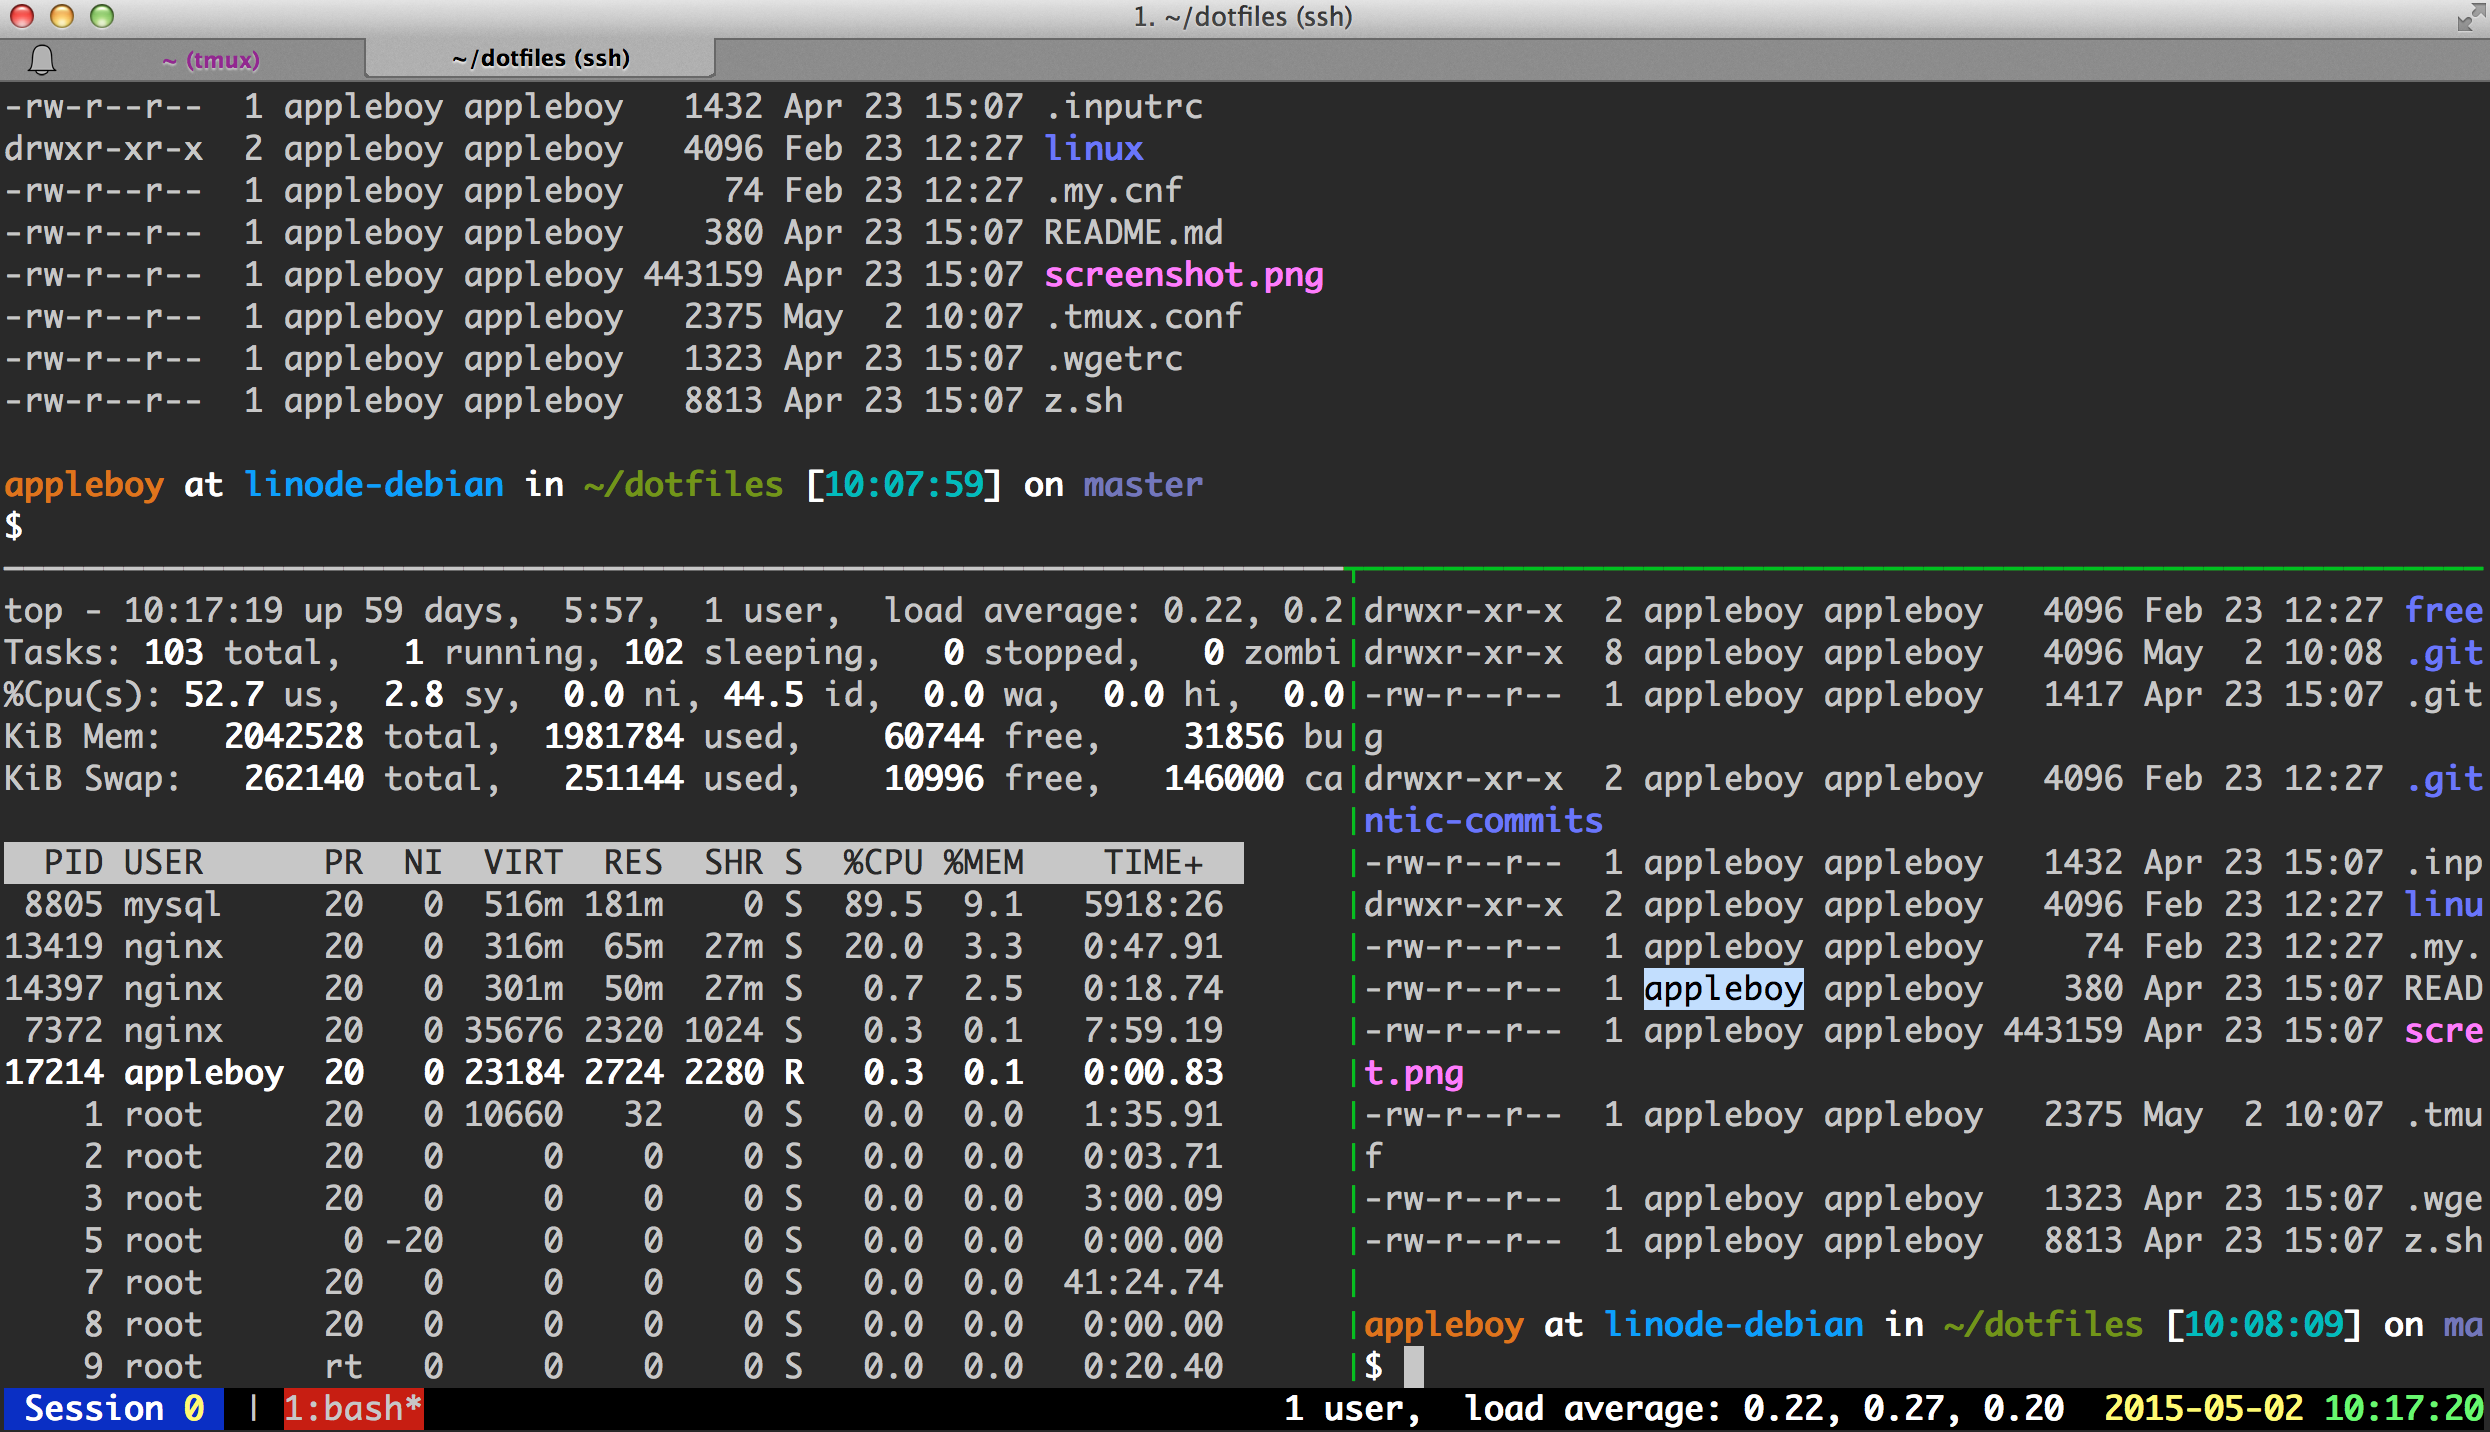 1. ~/dotfiles (ssh)
~ (tmux)
~/dotfiles (ssh)
-rw-r--r--  1 appleboy appleboy   1432 Apr 23 15:07 .inputrc
drwxr-xr-x  2 appleboy appleboy   4096 Feb 23 12:27 linux
-rw-r--r--  1 appleboy appleboy     74 Feb 23 12:27 .my.cnf
-rw-r--r--  1 appleboy appleboy    380 Apr 23 15:07 README.md
-rw-r--r--  1 appleboy appleboy 443159 Apr 23 15:07 screenshot.png
-rw-r--r--  1 appleboy appleboy   2375 May  2 10:07 .tmux.conf
-rw-r--r--  1 appleboy appleboy   1323 Apr 23 15:07 .wgetrc
-rw-r--r--  1 appleboy appleboy   8813 Apr 23 15:07 z.sh
appleboy at linode-debian in ~/dotfiles [10:07:59] on master
$
top - 10:17:19 up 59 days,  5:57,  1 user,  load average: 0.22, 0.2
Tasks: 103 total,   1 running, 102 sleeping,   0 stopped,   0 zombi
%Cpu(s): 52.7 us,  2.8 sy,  0.0 ni, 44.5 id,  0.0 wa,  0.0 hi,  0.0
KiB Mem:   2042528 total,  1981784 used,    60744 free,    31856 bu
KiB Swap:   262140 total,   251144 used,    10996 free,   146000 ca
PID USER      PR  NI  VIRT  RES  SHR S  %CPU %MEM    TIME+
8805 mysql     20   0  516m 181m    0 S  89.5  9.1   5918:26
13419 nginx     20   0  316m  65m  27m S  20.0  3.3   0:47.91
14397 nginx     20   0  301m  50m  27m S   0.7  2.5   0:18.74
7372 nginx     20   0 35676 2320 1024 S   0.3  0.1   7:59.19
17214 appleboy  20   0 23184 2724 2280 R   0.3  0.1   0:00.83
1 root      20   0 10660   32    0 S   0.0  0.0   1:35.91
2 root      20   0     0    0    0 S   0.0  0.0   0:03.71
3 root      20   0     0    0    0 S   0.0  0.0   3:00.09
5 root       0 -20     0    0    0 S   0.0  0.0   0:00.00
7 root      20   0     0    0    0 S   0.0  0.0  41:24.74
8 root      20   0     0    0    0 S   0.0  0.0   0:00.00
9 root      rt   0     0    0    0 S   0.0  0.0   0:20.40
drwxr-xr-x  2 appleboy appleboy   4096 Feb 23 12:27 free
drwxr-xr-x  8 appleboy appleboy   4096 May  2 10:08 .git
-rw-r--r--  1 appleboy appleboy   1417 Apr 23 15:07 .git
g
drwxr-xr-x  2 appleboy appleboy   4096 Feb 23 12:27 .git
ntic-commits
-rw-r--r--  1 appleboy appleboy   1432 Apr 23 15:07 .inp
drwxr-xr-x  2 appleboy appleboy   4096 Feb 23 12:27 linu
-rw-r--r--  1 appleboy appleboy     74 Feb 23 12:27 .my.
-rw-r--r--  1 appleboy appleboy    380 Apr 23 15:07 READ
-rw-r--r--  1 appleboy appleboy 443159 Apr 23 15:07 scre
t.png
-rw-r--r--  1 appleboy appleboy   2375 May  2 10:07 .tmu
f
-rw-r--r--  1 appleboy appleboy   1323 Apr 23 15:07 .wge
-rw-r--r--  1 appleboy appleboy   8813 Apr 23 15:07 z.sh
appleboy at linode-debian in ~/dotfiles [10:08:09] on ma
$
Session 0 | 1:bash*
1 user,  load average: 0.22, 0.27, 0.20  2015-05-02 10:17:20